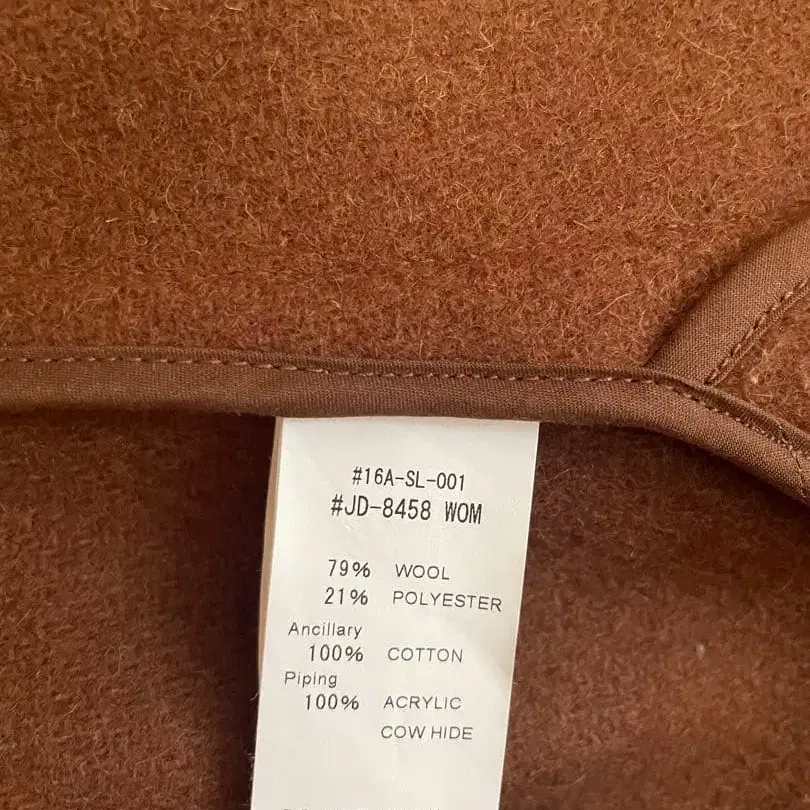 #16A-SL-001
#JD-8458 WOM
79% WOOL
21% POLYESTER
Ancillary
100% COTTON
Piping
100% ACRYLIC
COW HIDE